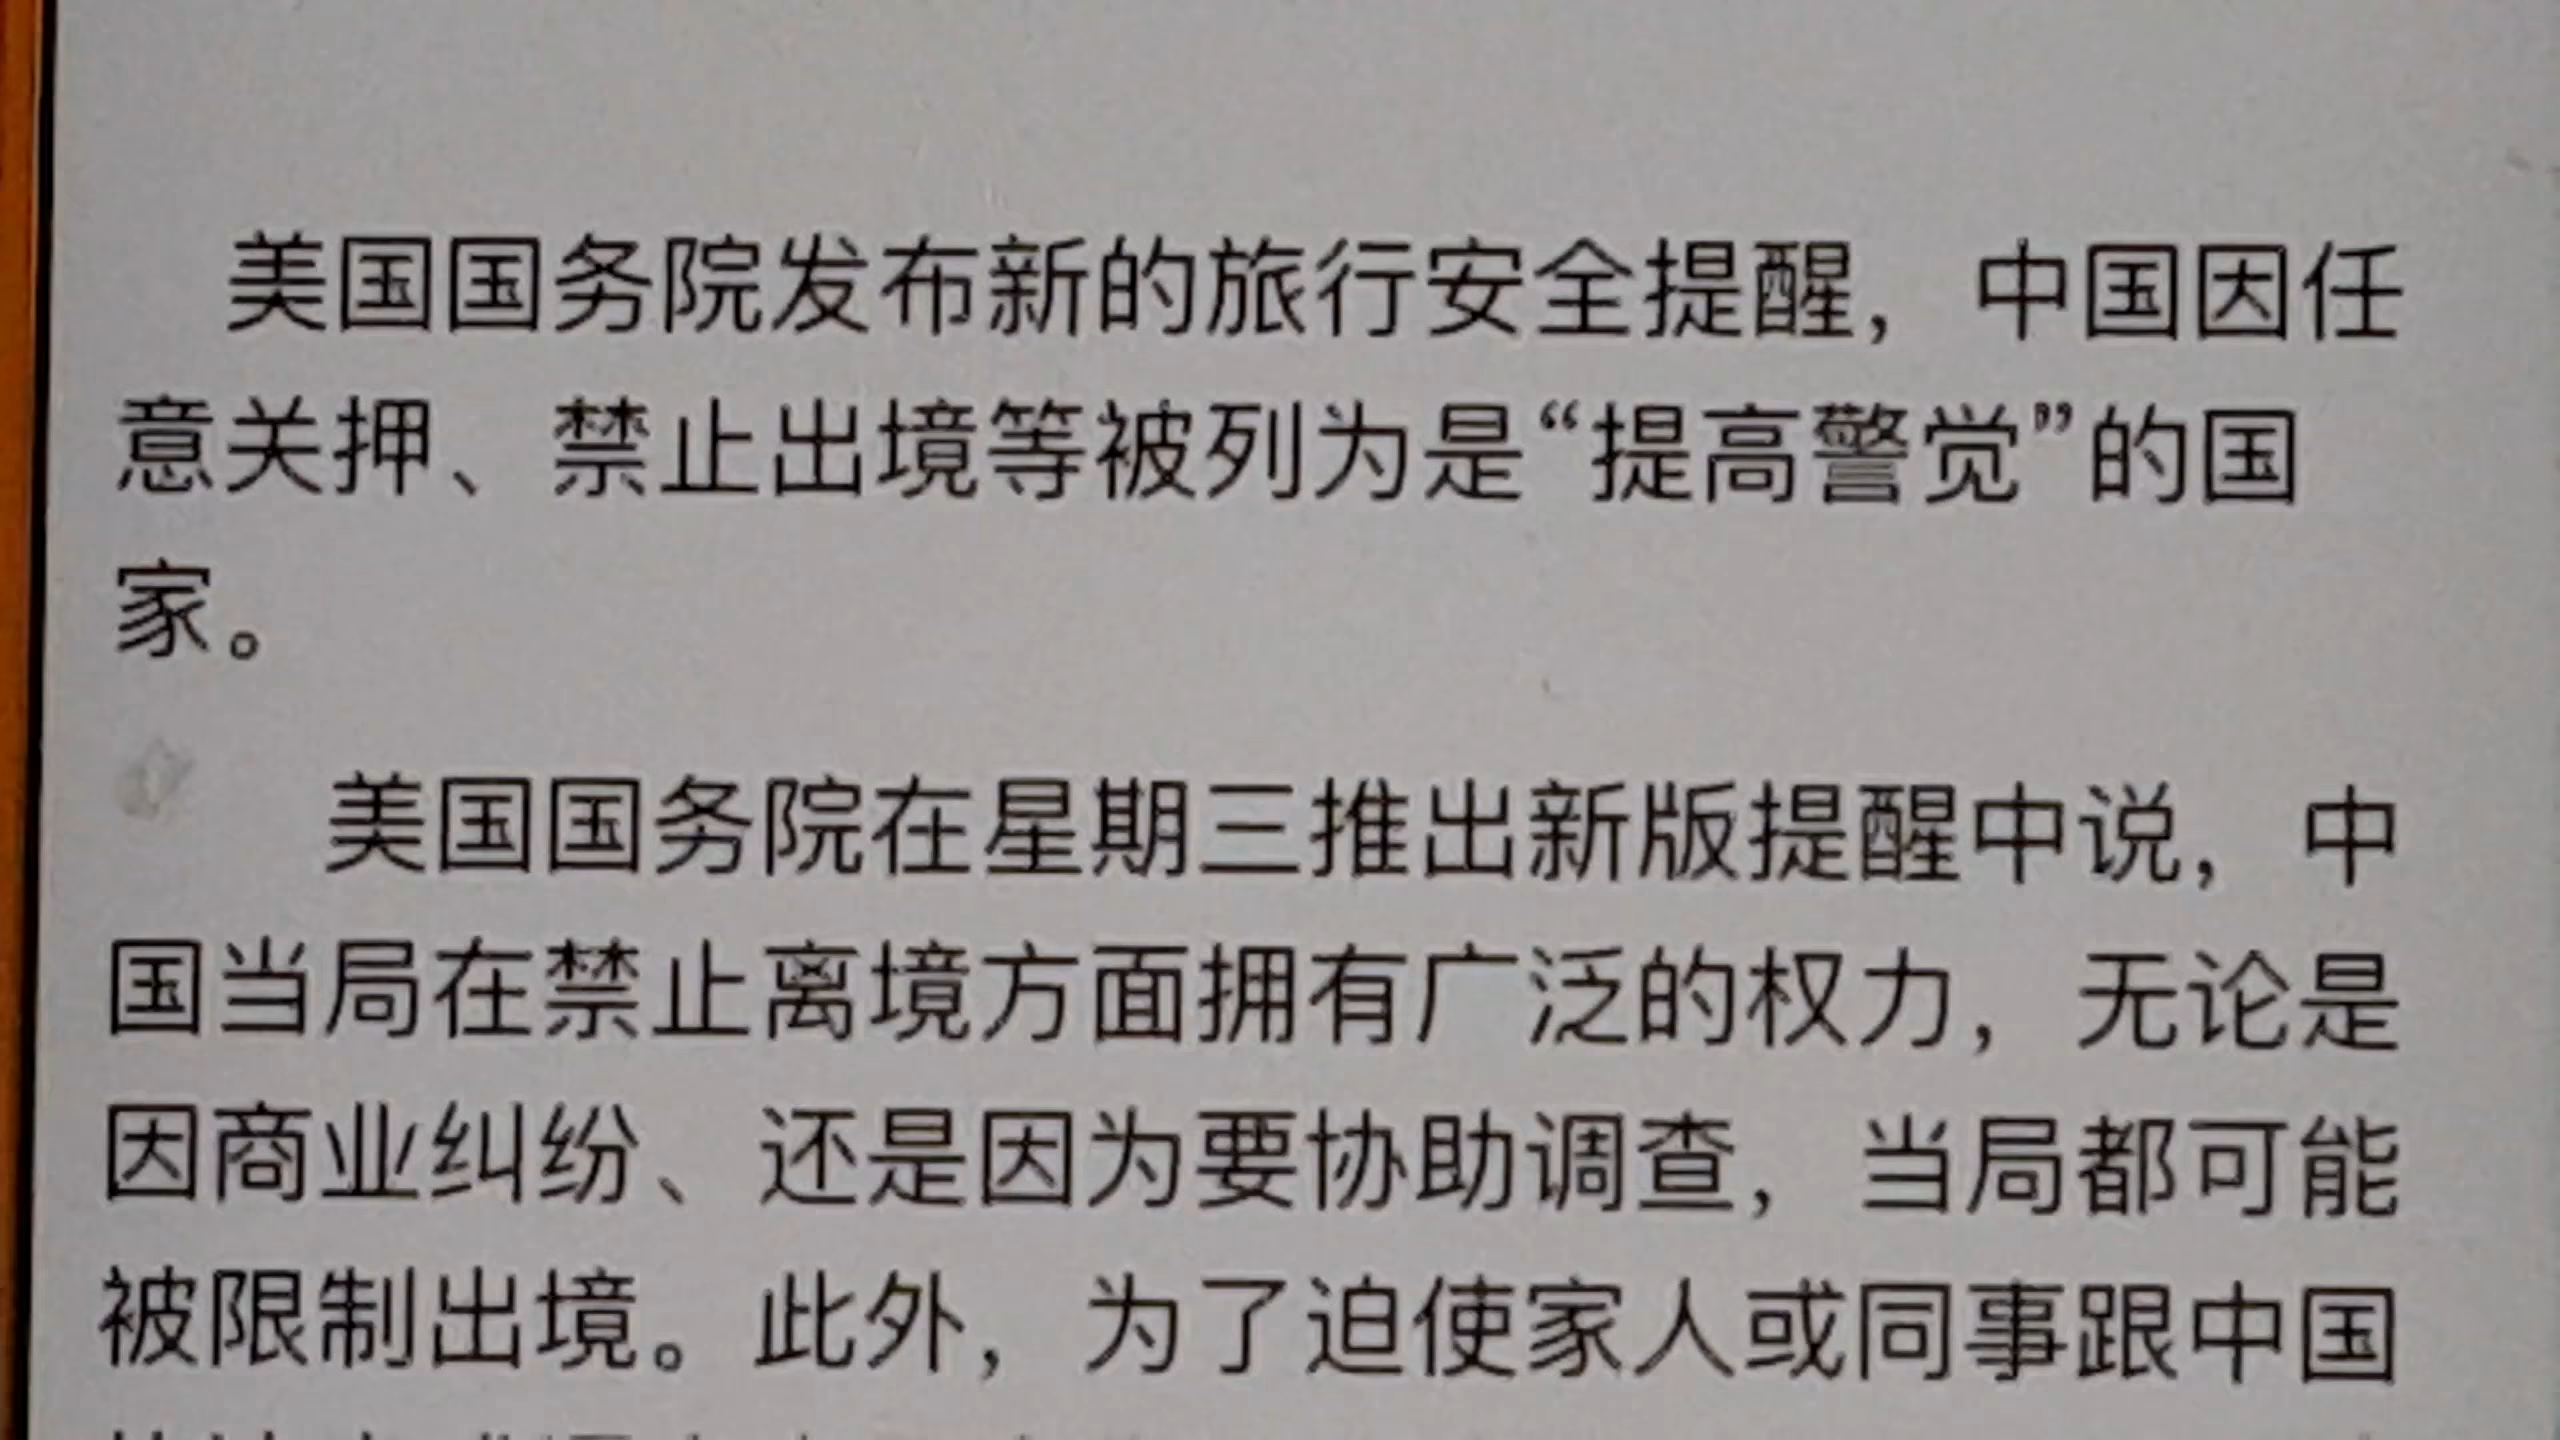 美国国务院发布新的旅行安全提醒，中国因任
意关押、禁止出境等被列为是“提高警觉”的国
家。
美国国务院在星期三推出新版提醒中说，中
国当局在禁止离境方面拥有广泛的权力，无论是
因商业纠纷、还是因为要协助调查，当局都可能
被限制出境。此外，为了迫使家人或同事跟中国